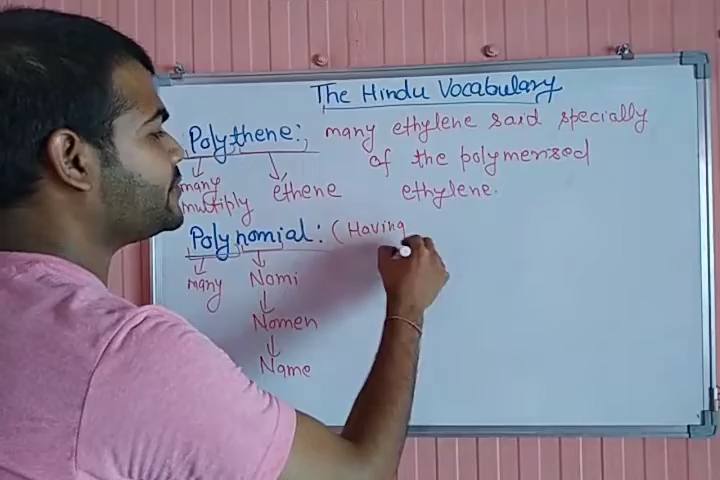 The Hindu Vocabulary
Polythene: many ethylene said specially
of the polymerised
many ethene ethylene.
multiply
Polynomial: (Having
many Nomi
Nomen
Name